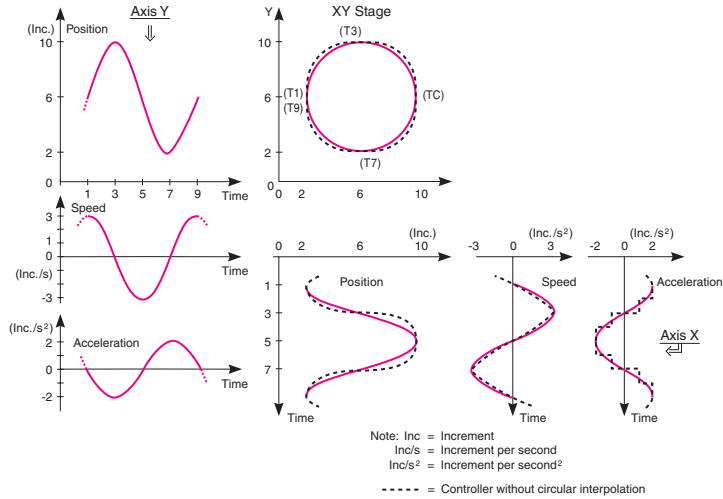 Axis Y
XY Stage
(Inc.)
Position
Y
(T3)
10
10
6
(T1)
(T9)
6
(TC)
2
2
(T7)
0
0
1 3 5 7 9
Time
0 2 6 10
Speed
3
0
(Inc./s)
-3
Time
(Inc./s²)
Acceleration
2
0
-2
Time
(Inc.)
0 2 6 10
Position
1
3
5
7
Time
(Inc./s²)
-3 0 3
Speed
Time
(Inc./s²)
-2 0 2
Acceleration
Axis X
Time
Note: Inc = Increment
Inc/s = Increment per second
Inc/s² = Increment per second²
= Controller without circular interpolation